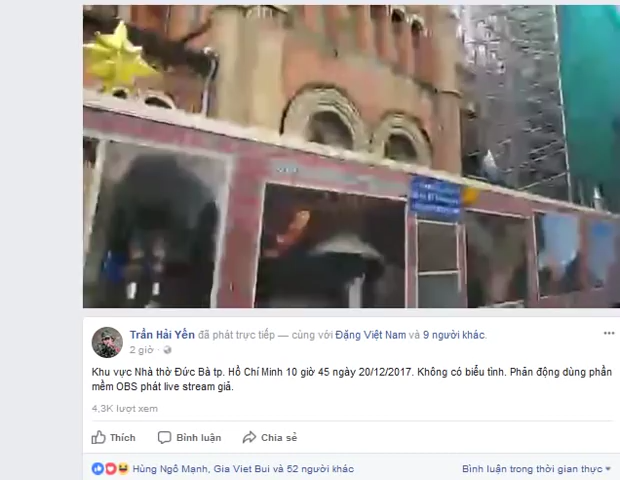 Trần Hải Yến đã phát trực tiếp — cùng với Đặng Việt Nam và 9 người khác.
2 giờ ·
Khu vực Nhà thờ Đức Bà tp. Hồ Chí Minh 10 giờ 45 ngày 20/12/2017. Không có biểu tình. Phản động dùng phần
mềm OBS phát live stream giả.
4,3K lượt xem
Thích Bình luận Chia sẻ
Hùng Ngô Mạnh, Gia Viet Bui và 52 người khác Bình luận trong thời gian thực